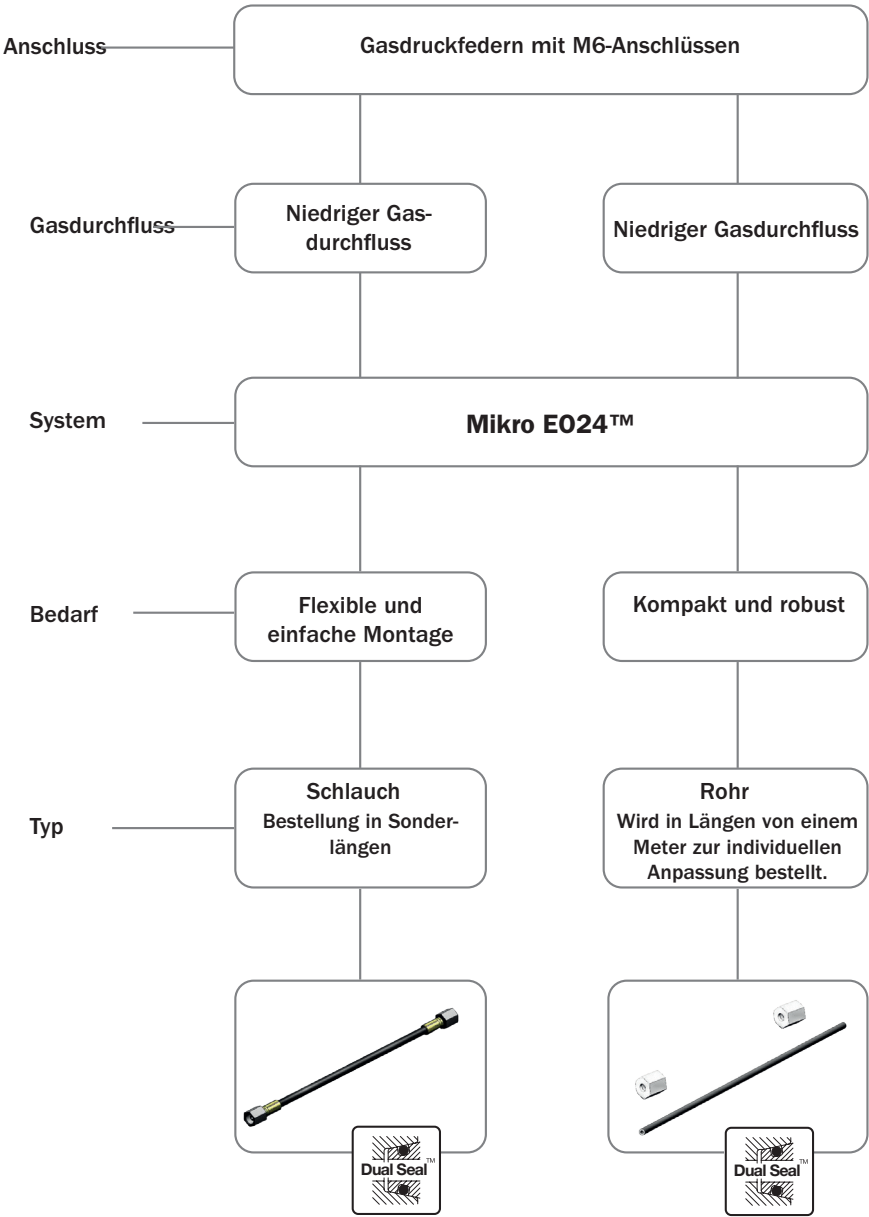 Anschluss
Gasdruckfedern mit M6-Anschlüssen
Gasdurchfluss
Niedriger Gas-
durchfluss
Niedriger Gasdurchfluss
System
Mikro EO24™
Bedarf
Flexible und
einfache Montage
Kompakt und robust
Typ
Schlauch
Bestellung in Sonder-
längen
Rohr
Wird in Längen von einem
Meter zur individuellen
Anpassung bestellt.
Dual Seal™
Dual Seal™